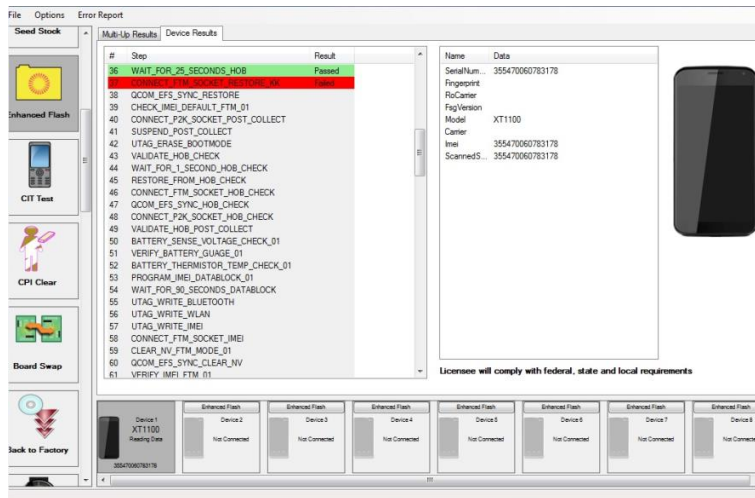 File Options Error Report
Seed Stock
Enhanced Flash
CIT Test
CPI Clear
Board Swap
Back to Factory
Multi-Up Results Device Results
# Step Result
36 WAIT_FOR_25_SECONDS_HOB Passed
37 CONNECT_FTM_SOCKET_RESTORE_KK Failed
38 QCOM_EFS_SYNC_RESTORE
39 CHECK_IMEI_DEFAULT_FTM_01
40 CONNECT_P2K_SOCKET_POST_COLLECT
41 SUSPEND_POST_COLLECT
42 UTAG_ERASE_BOOTMODE
43 VALIDATE_HOB_CHECK
44 WAIT_FOR_1_SECOND_HOB_CHECK
45 RESTORE_FROM_HOB_CHECK
46 CONNECT_FTM_SOCKET_HOB_CHECK
47 QCOM_EFS_SYNC_HOB_CHECK
48 CONNECT_P2K_SOCKET_HOB_CHECK
49 VALIDATE_HOB_POST_COLLECT
50 BATTERY_SENSE_VOLTAGE_CHECK_01
51 VERIFY_BATTERY_GUAGE_01
52 BATTERY_THERMISTOR_TEMP_CHECK_01
53 PROGRAM_IMEI_DATABLOCK_01
54 WAIT_FOR_90_SECONDS_DATABLOCK
55 UTAG_WRITE_BLUETOOTH
56 UTAG_WRITE_WLAN
57 UTAG_WRITE_IMEI
58 CONNECT_FTM_SOCKET_IMEI
59 CLEAR_NV_FTM_MODE_01
60 QCOM_EFS_SYNC_CLEAR_NV
61 VERIFY_IMEI_FTM_01
Name Data
SerialNum... 355470060783178
Fingerprint
RoCarrier
FsgVersion
Model XT1100
Carrier
Imei 355470060783178
ScannedS... 355470060783178
Licensee will comply with federal, state and local requirements
Device 1
XT1100
Reading Data
355470060783178
Enhanced Flash
Device 2
Not Connected
Enhanced Flash
Device 3
Not Connected
Enhanced Flash
Device 4
Not Connected
Enhanced Flash
Device 5
Not Connected
Enhanced Flash
Device 6
Not Connected
Enhanced Flash
Device 7
Not Connected
Enhanced Flash
Device 8
Not Connecte